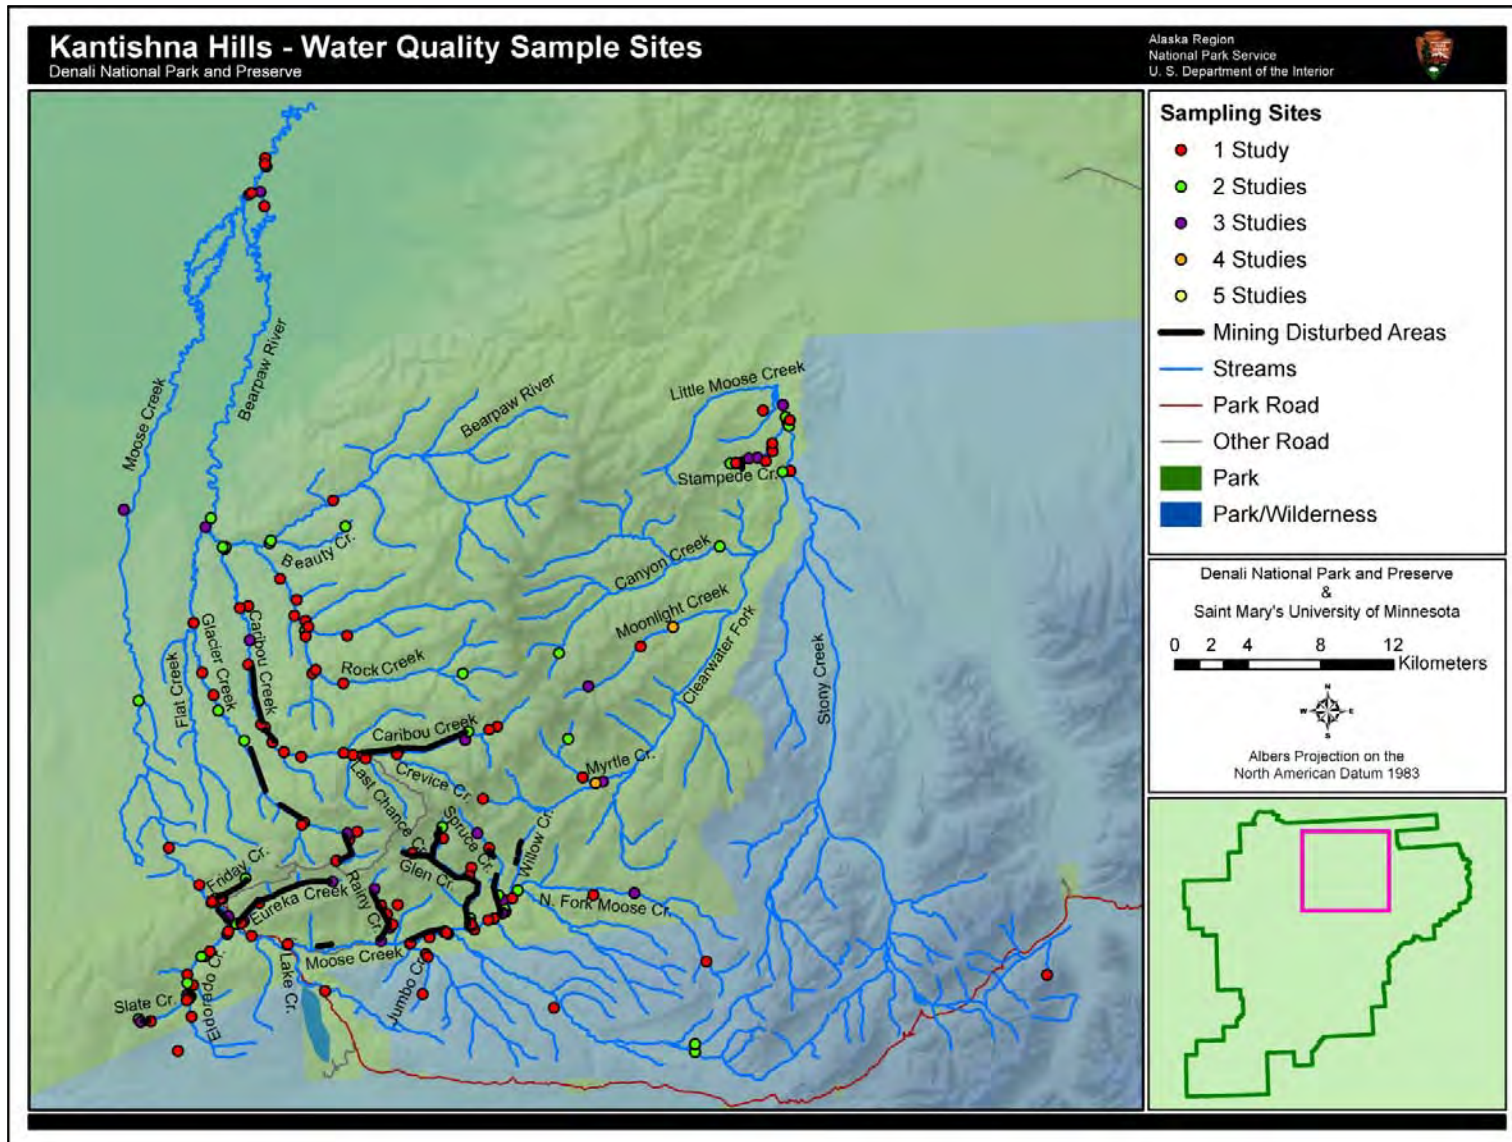 Kantishna Hills - Water Quality Sample Sites
Denali National Park and Preserve
Alaska Region
National Park Service
U. S. Department of the Interior
Sampling Sites
1 Study
2 Studies
3 Studies
4 Studies
5 Studies
Mining Disturbed Areas
Streams
Park Road
Other Road
Park
Park/Wilderness
Denali National Park and Preserve
&
Saint Mary's University of Minnesota
0 2 4 8 12
Kilometers
N
W E
S
Albers Projection on the
North American Datum 1983
Moose Creek
Bearpaw River
Bearpaw River
Little Moose Creek
Stampede Cr.
Beauty Cr.
Canyon Creek
Moonlight Creek
Clearwater Fork
Stony Creek
Glacier Creek
Caribou Creek
Flat Creek
Rock Creek
Caribou Creek
Crevice Cr.
Last Chance Cr.
Myrtle Cr.
Spruce Cr.
Willow Cr.
Glen Cr.
Friday Cr.
Eureka Creek
Rainy Cr.
N. Fork Moose Cr.
Moose Creek
Lake Cr.
Jumbo Cr.
Slate Cr.
Eldoredo Cr.